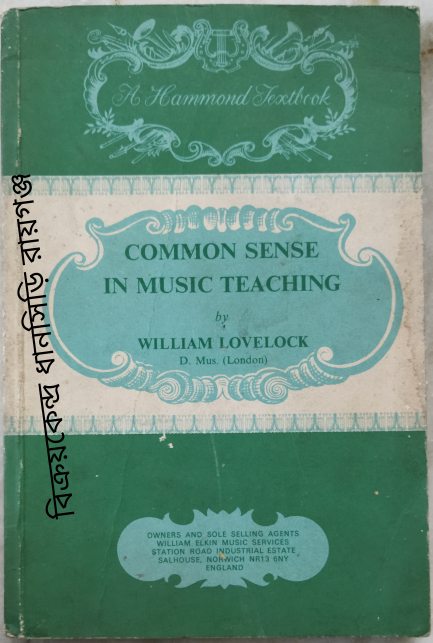 A Hammond Textbook
COMMON SENSE
IN MUSIC TEACHING
by
WILLIAM LOVELOCK
D. Mus. (London)
OWNERS AND SOLE SELLING AGENTS
WILLIAM ELKIN MUSIC SERVICES
STATION ROAD INDUSTRIAL ESTATE,
SALHOUSE, NORWICH NR13 6NY
ENGLAND
বিক্রয়কেন্দ্র ধানসিড়ি রায়গঞ্জ